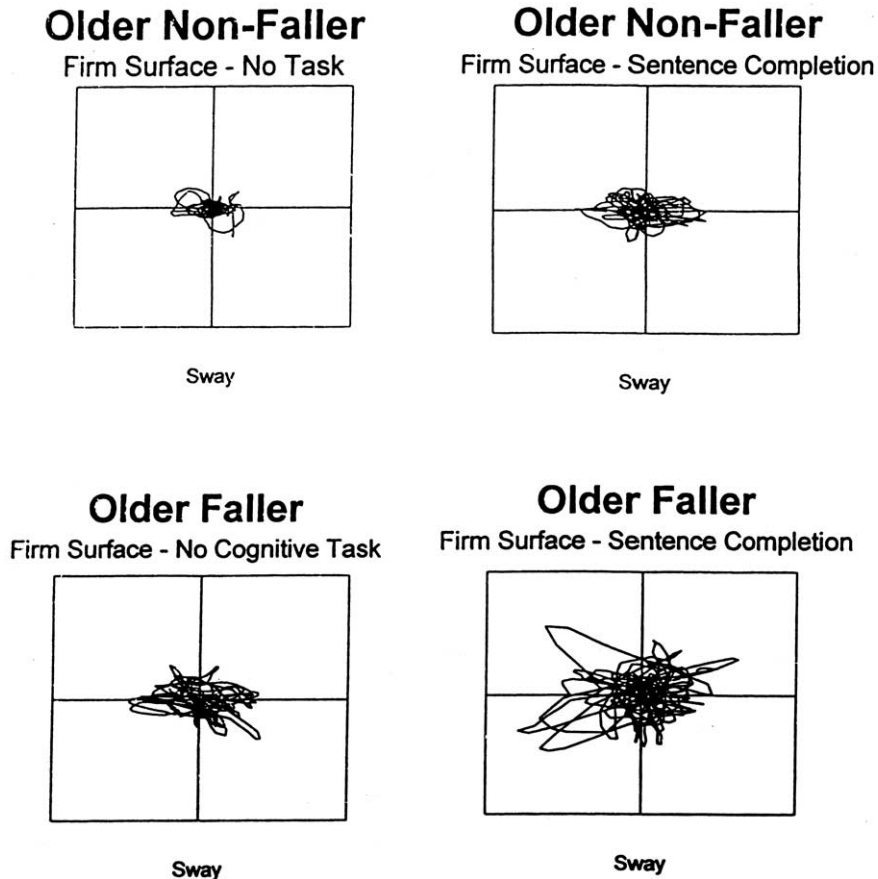 Older Non-Faller
Firm Surface - No Task
Sway
Older Non-Faller
Firm Surface - Sentence Completion
Sway
Older Faller
Firm Surface - No Cognitive Task
Sway
Older Faller
Firm Surface - Sentence Completion
Sway